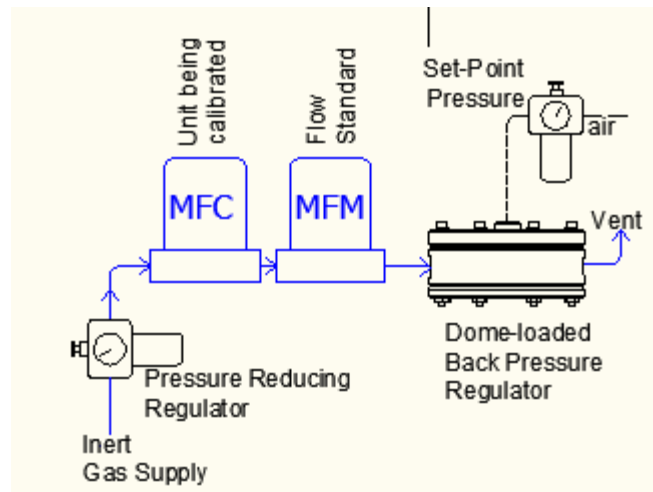 Unit being
calibrated
Flow
Standard
Set-Point
Pressure
air
MFC
MFM
Vent
Dome-loaded
Back Pressure
Regulator
Pressure Reducing
Regulator
Inert
Gas Supply